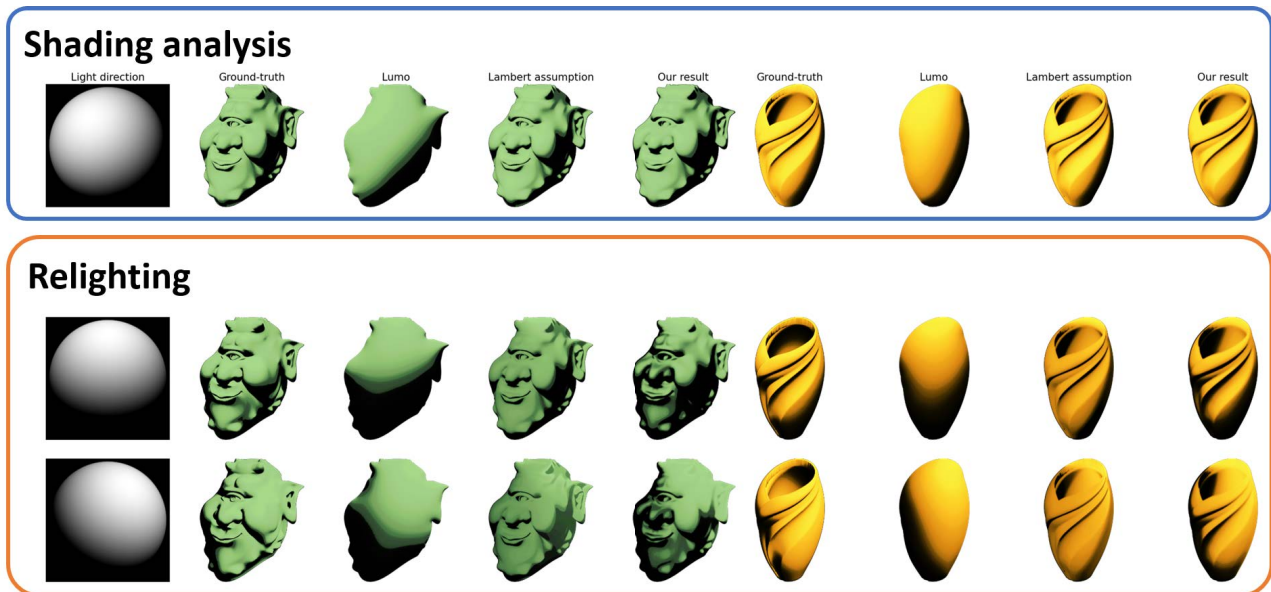 Shading analysis
Light direction Ground-truth Lumo Lambert assumption Our result Ground-truth Lumo Lambert assumption Our result
Relighting